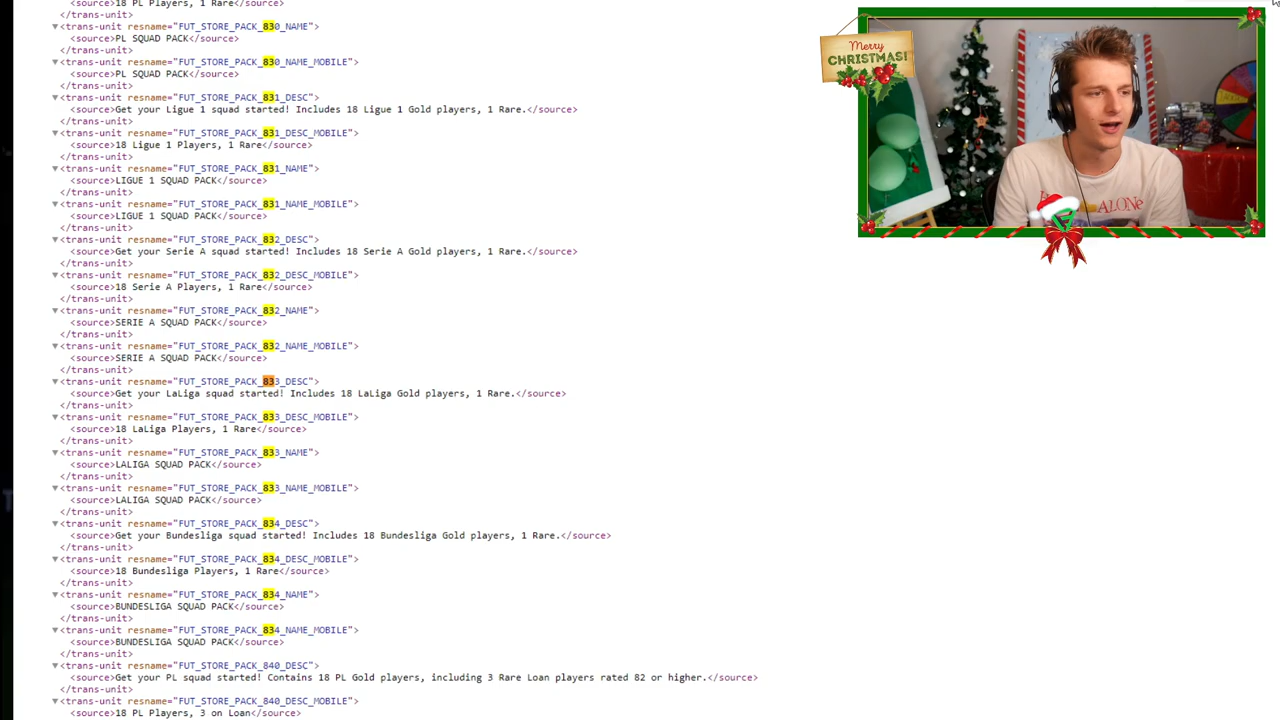 <source>18 PL Players, 1 Rare</source>
</trans-unit>
▼<trans-unit resname="FUT_STORE_PACK_830_NAME">
<source>PL SQUAD PACK</source>
</trans-unit>
▼<trans-unit resname="FUT_STORE_PACK_830_NAME_MOBILE">
<source>PL SQUAD PACK</source>
</trans-unit>
▼<trans-unit resname="FUT_STORE_PACK_831_DESC">
<source>Get your Ligue 1 squad started! Includes 18 Ligue 1 Gold players, 1 Rare.</source>
</trans-unit>
▼<trans-unit resname="FUT_STORE_PACK_831_DESC_MOBILE">
<source>18 Ligue 1 Players, 1 Rare</source>
</trans-unit>
▼<trans-unit resname="FUT_STORE_PACK_831_NAME">
<source>LIGUE 1 SQUAD PACK</source>
</trans-unit>
▼<trans-unit resname="FUT_STORE_PACK_831_NAME_MOBILE">
<source>LIGUE 1 SQUAD PACK</source>
</trans-unit>
▼<trans-unit resname="FUT_STORE_PACK_832_DESC">
<source>Get your Serie A squad started! Includes 18 Serie A Gold players, 1 Rare.</source>
</trans-unit>
▼<trans-unit resname="FUT_STORE_PACK_832_DESC_MOBILE">
<source>18 Serie A Players, 1 Rare</source>
</trans-unit>
▼<trans-unit resname="FUT_STORE_PACK_832_NAME">
<source>SERIE A SQUAD PACK</source>
</trans-unit>
▼<trans-unit resname="FUT_STORE_PACK_832_NAME_MOBILE">
<source>SERIE A SQUAD PACK</source>
</trans-unit>
▼<trans-unit resname="FUT_STORE_PACK_833_DESC">
<source>Get your LaLiga squad started! Includes 18 LaLiga Gold players, 1 Rare.</source>
</trans-unit>
▼<trans-unit resname="FUT_STORE_PACK_833_DESC_MOBILE">
<source>18 LaLiga Players, 1 Rare</source>
</trans-unit>
▼<trans-unit resname="FUT_STORE_PACK_833_NAME">
<source>LALIGA SQUAD PACK</source>
</trans-unit>
▼<trans-unit resname="FUT_STORE_PACK_833_NAME_MOBILE">
<source>LALIGA SQUAD PACK</source>
</trans-unit>
▼<trans-unit resname="FUT_STORE_PACK_834_DESC">
<source>Get your Bundesliga squad started! Includes 18 Bundesliga Gold players, 1 Rare.</source>
</trans-unit>
▼<trans-unit resname="FUT_STORE_PACK_834_DESC_MOBILE">
<source>18 Bundesliga Players, 1 Rare</source>
</trans-unit>
▼<trans-unit resname="FUT_STORE_PACK_834_NAME">
<source>BUNDESLIGA SQUAD PACK</source>
</trans-unit>
▼<trans-unit resname="FUT_STORE_PACK_834_NAME_MOBILE">
<source>BUNDESLIGA SQUAD PACK</source>
</trans-unit>
▼<trans-unit resname="FUT_STORE_PACK_840_DESC">
<source>Get your PL squad started! Contains 18 PL Gold players, including 3 Rare Loan players rated 82 or higher.</source>
</trans-unit>
▼<trans-unit resname="FUT_STORE_PACK_840_DESC_MOBILE">
<source>18 PL Players, 3 on Loan</source>
Merry
CHRISTMAS!
ALONE